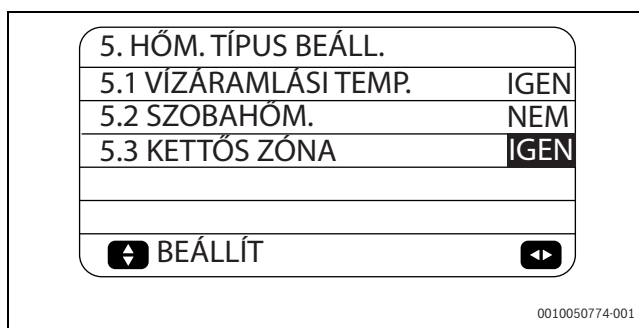 5. HŐM. TÍPUS BEÁLL.
5.1 VÍZÁRAMLÁSI TEMP. IGEN
5.2 SZOBAHŐM. NEM
5.3 KETTŐS ZÓNA IGEN
BEÁLLÍT
0010050774-001